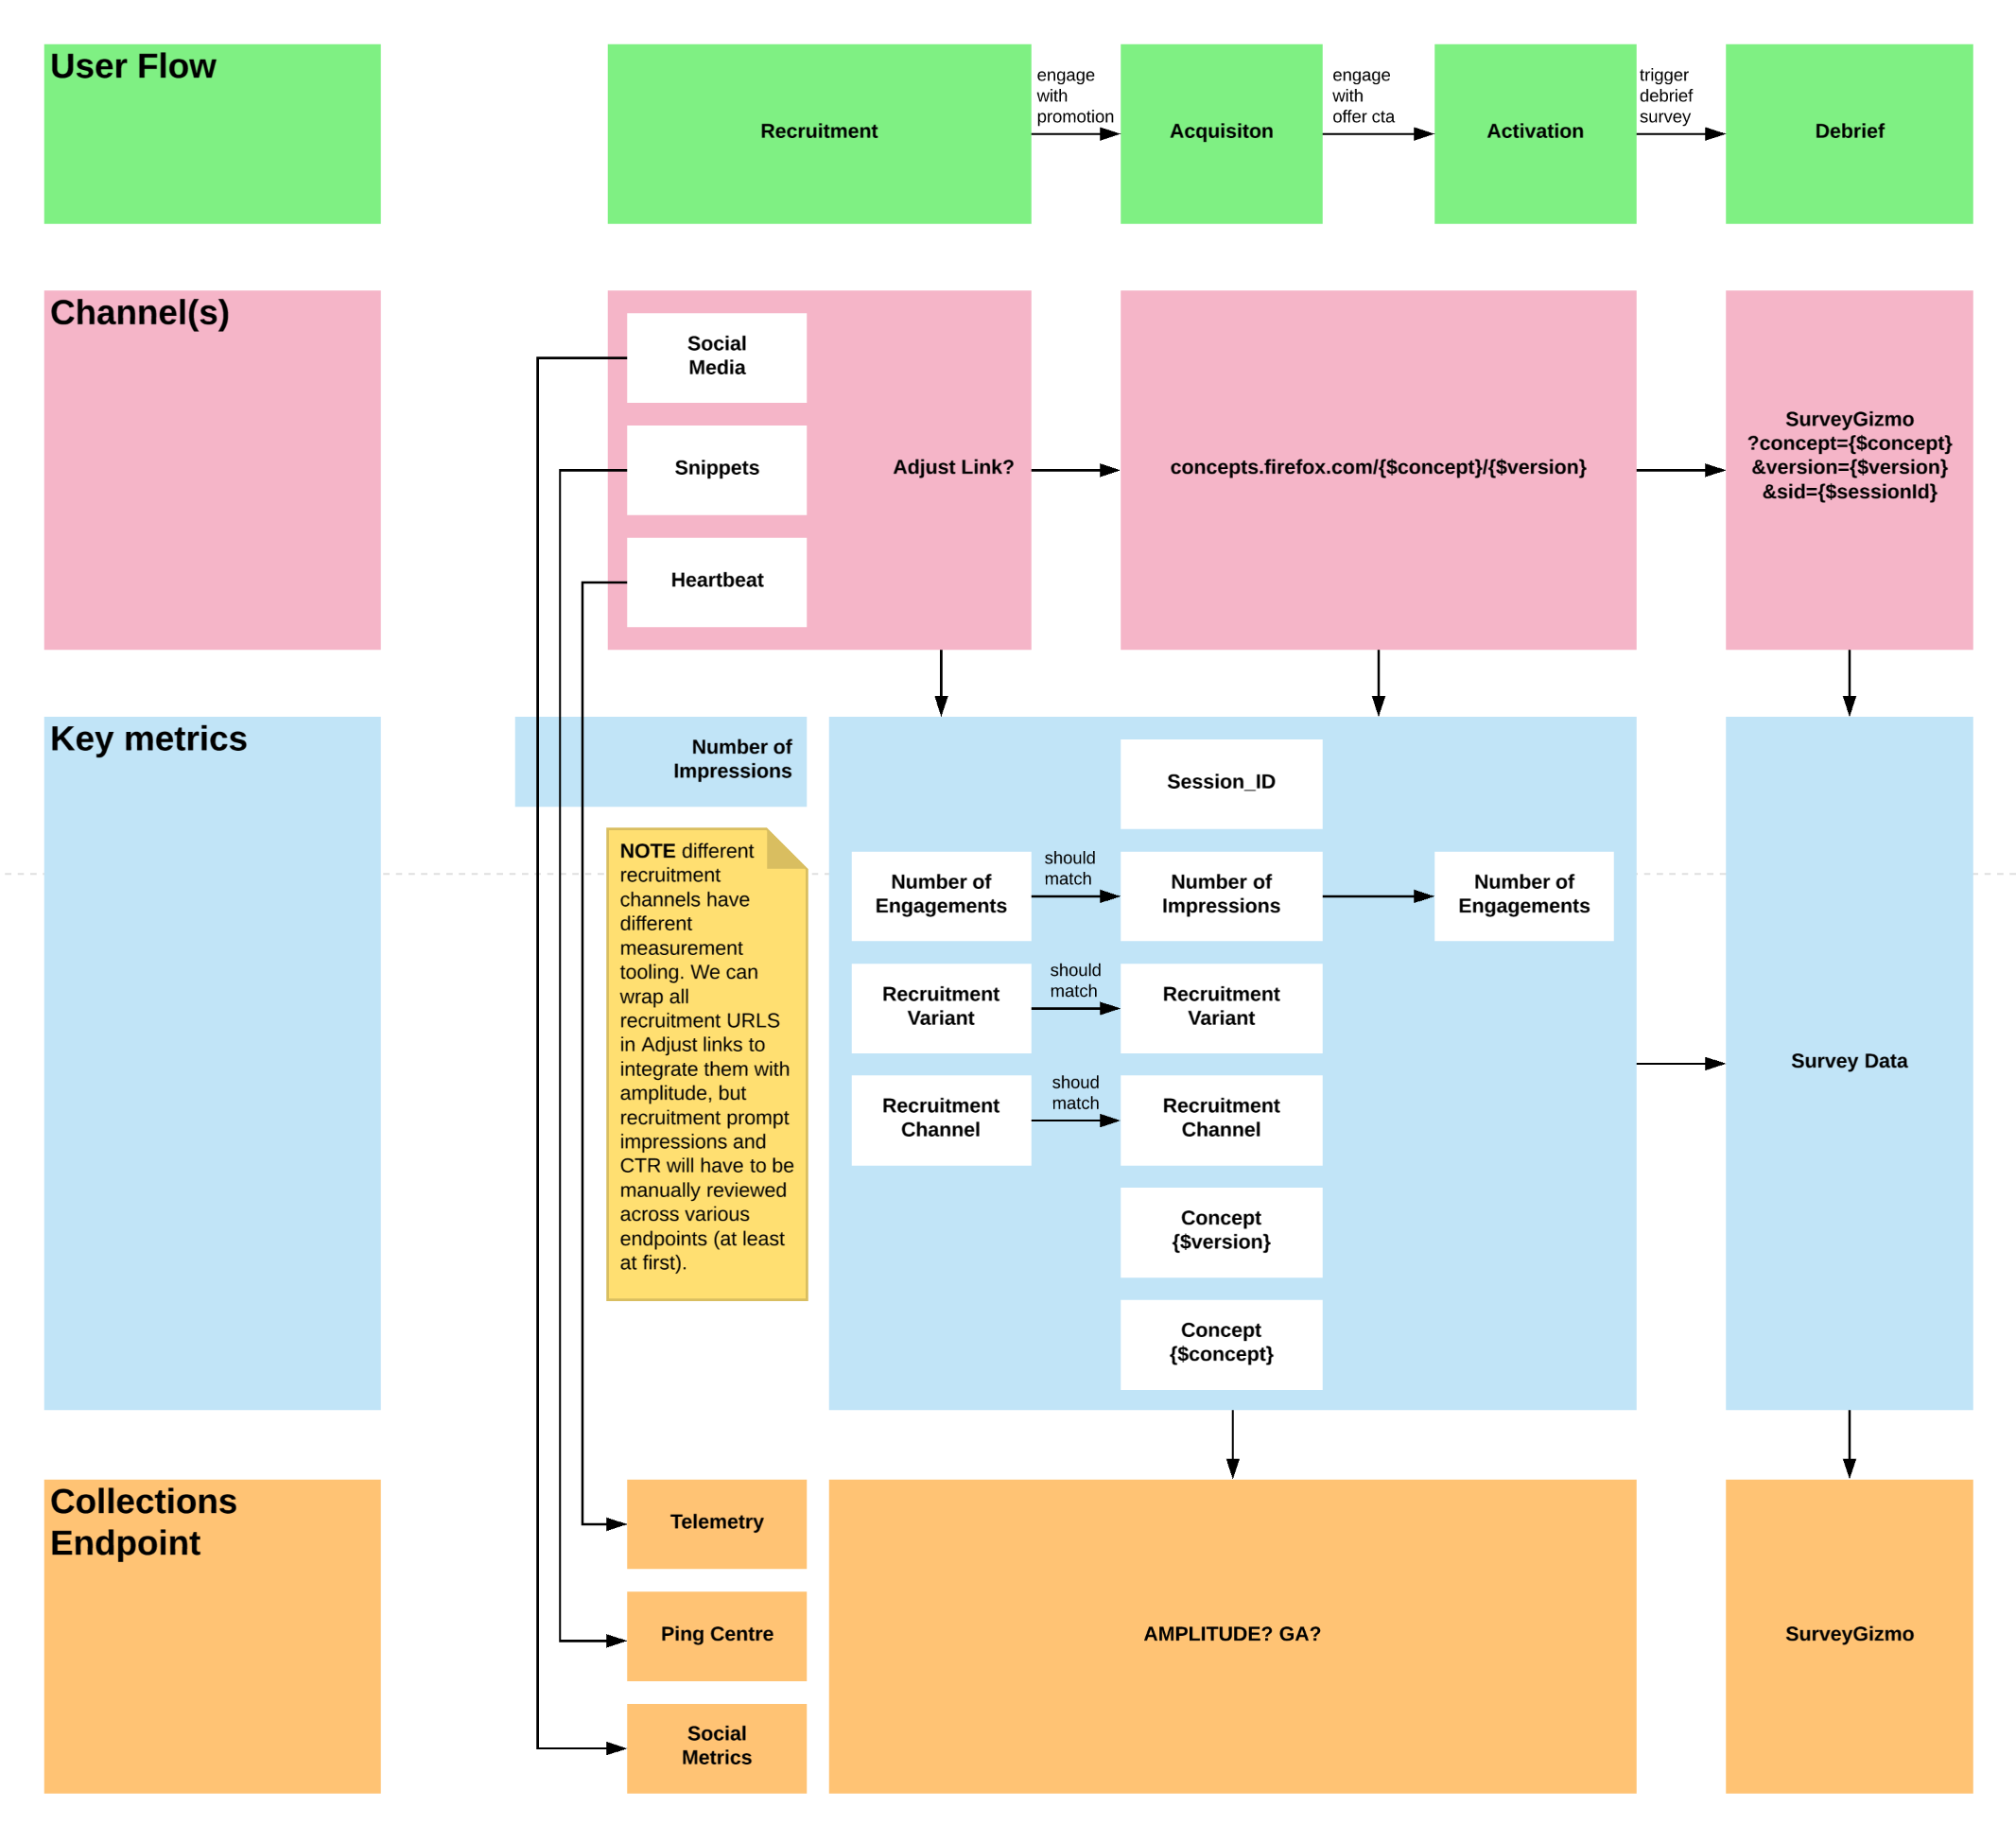 User Flow
Recruitment
engage
with
promotion
Acquisiton
engage
with
offer cta
Activation
trigger
debrief
survey
Debrief
Channel(s)
Social
Media
Snippets
Heartbeat
Adjust Link?
concepts.firefox.com/{$concept}/{$version}
SurveyGizmo
?concept={$concept}
&version={$version}
&sid={$sessionId}
Key metrics
Number of
Impressions
NOTE different
recruitment
channels have
different
measurement
tooling. We can
wrap all
recruitment URLS
in Adjust links to
integrate them with
amplitude, but
recruitment prompt
impressions and
CTR will have to be
manually reviewed
across various
endpoints (at least
at first).
Session_ID
Number of
Engagements
should
match
Number of
Impressions
Number of
Engagements
Recruitment
Variant
should
match
Recruitment
Variant
Recruitment
Channel
shoud
match
Recruitment
Channel
Concept
{$version}
Concept
{$concept}
Survey Data
Collections
Endpoint
Telemetry
Ping Centre
Social
Metrics
AMPLITUDE? GA?
SurveyGizmo